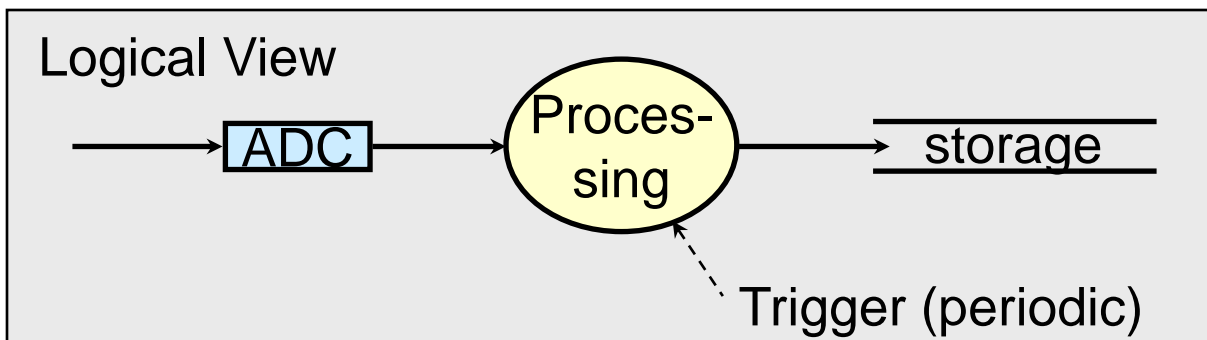 Logical View
ADC
Proces-
sing
storage
Trigger (periodic)